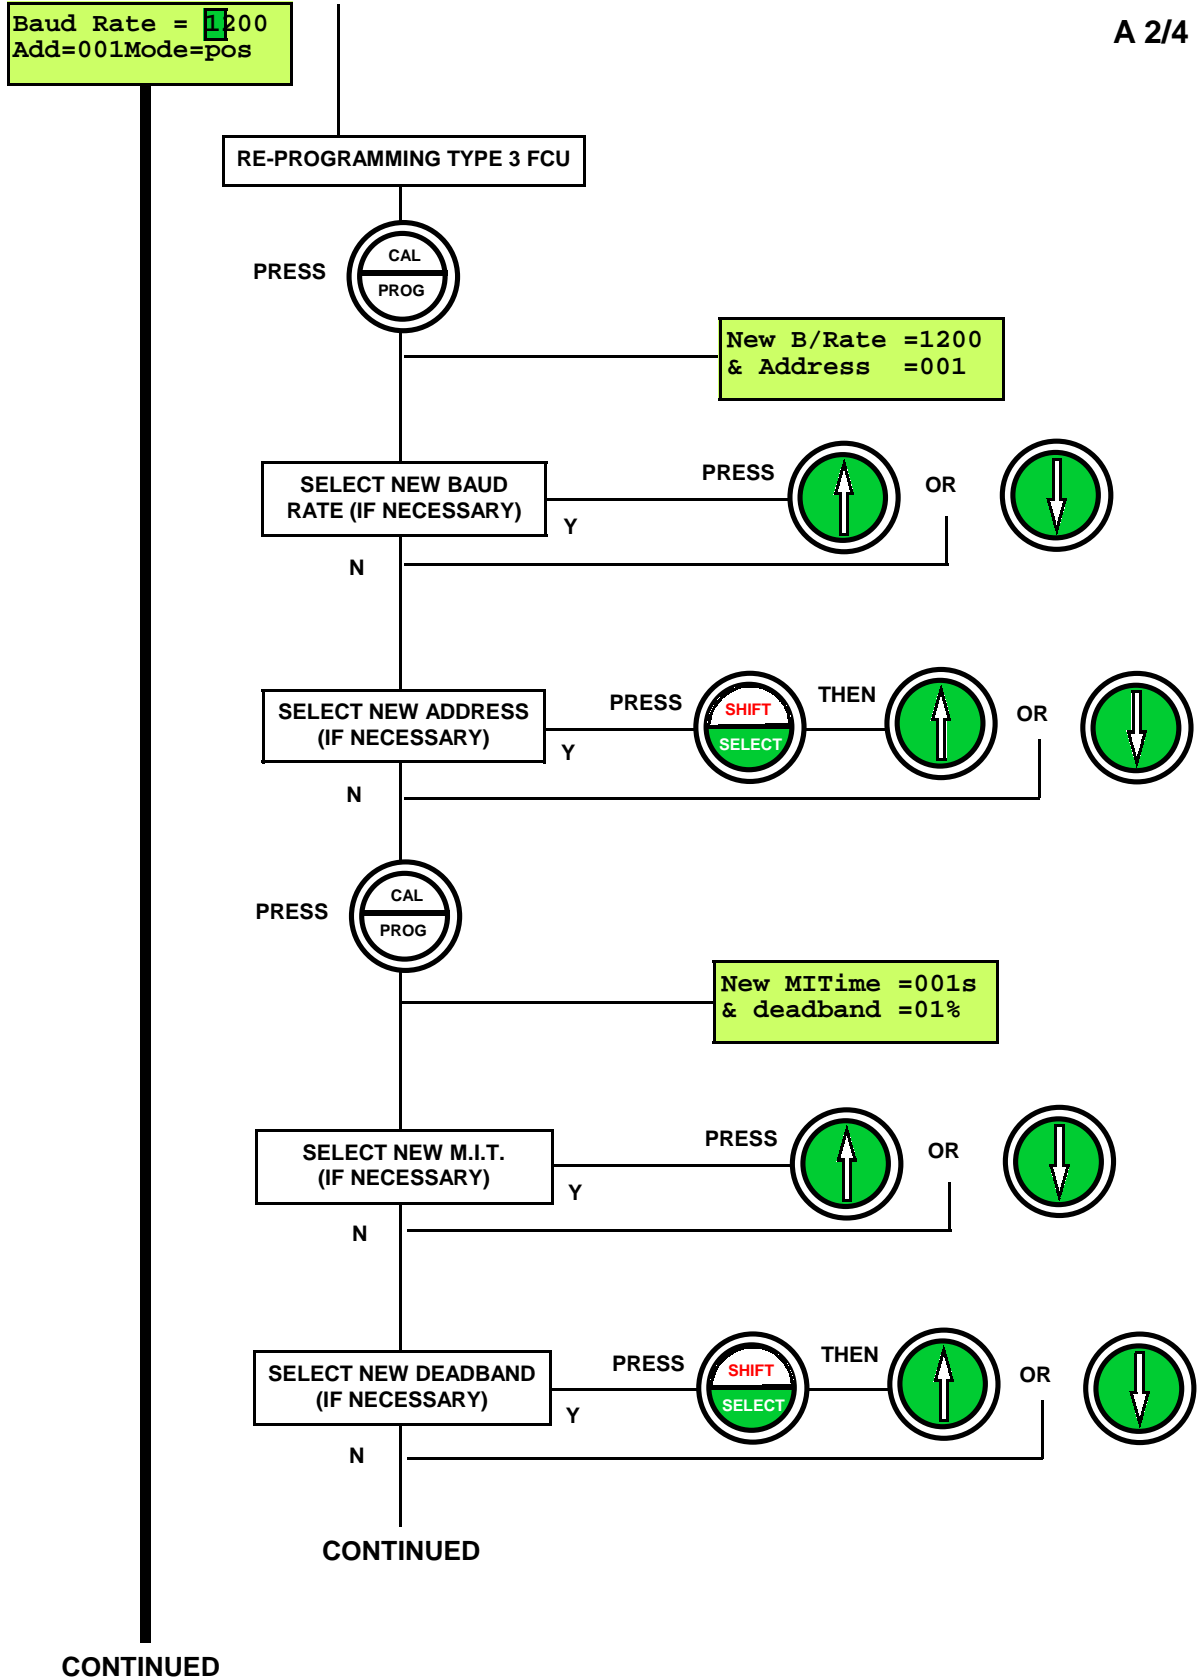 Baud Rate = 1200
Add=001Mode=pos
A 2/4
RE-PROGRAMMING TYPE 3 FCU
PRESS
CAL
PROG
New B/Rate =1200
& Address  =001
SELECT NEW BAUD
RATE (IF NECESSARY)
Y
PRESS
OR
N
SELECT NEW ADDRESS
(IF NECESSARY)
Y
PRESS
SHIFT
SELECT
THEN
OR
N
PRESS
CAL
PROG
New MITime =001s
& deadband =01%
SELECT NEW M.I.T.
(IF NECESSARY)
Y
PRESS
OR
N
SELECT NEW DEADBAND
(IF NECESSARY)
Y
PRESS
SHIFT
SELECT
THEN
OR
N
CONTINUED
CONTINUED